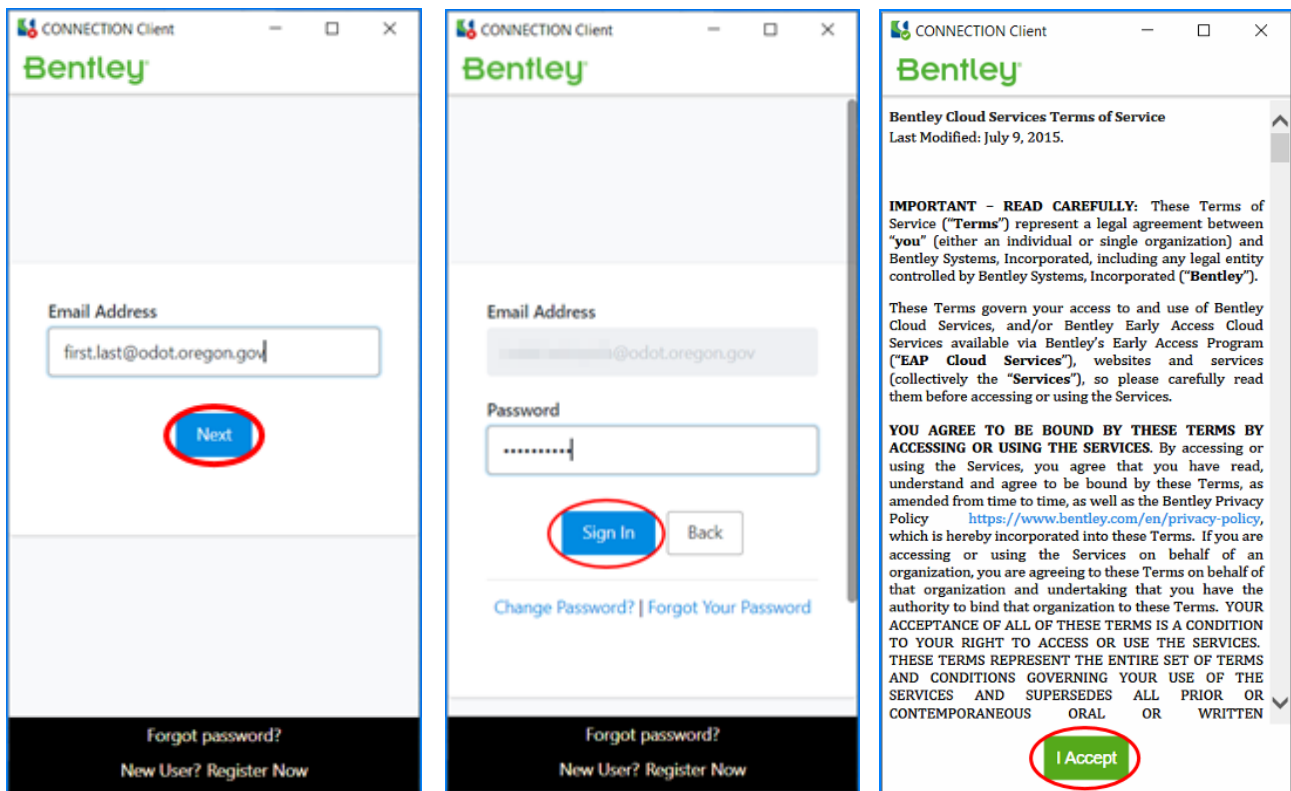 CONNECTION Client
Bentley
Email Address
first.last@odot.oregon.gov
Next
Forgot password?
New User? Register Now
CONNECTION Client
Bentley
Email Address
@odot.oregon.gov
Password
••••••••••
Sign In
Back
Change Password? | Forgot Your Password
Forgot password?
New User? Register Now
CONNECTION Client
Bentley
Bentley Cloud Services Terms of Service
Last Modified: July 9, 2015.
IMPORTANT – READ CAREFULLY: These Terms of
Service ("Terms") represent a legal agreement between
"you" (either an individual or single organization) and
Bentley Systems, Incorporated, including any legal entity
controlled by Bentley Systems, Incorporated ("Bentley").
These Terms govern your access to and use of Bentley
Cloud Services, and/or Bentley Early Access Cloud
Services available via Bentley's Early Access Program
("EAP Cloud Services"), websites and services
(collectively the "Services"), so please carefully read
them before accessing or using the Services.
YOU AGREE TO BE BOUND BY THESE TERMS BY
ACCESSING OR USING THE SERVICES. By accessing or
using the Services, you agree that you have read,
understand and agree to be bound by these Terms, as
amended from time to time, as well as the Bentley Privacy
Policy https://www.bentley.com/en/privacy-policy,
which is hereby incorporated into these Terms. If you are
accessing or using the Services on behalf of an
organization, you are agreeing to these Terms on behalf of
that organization and undertaking that you have the
authority to bind that organization to these Terms. YOUR
ACCEPTANCE OF ALL OF THESE TERMS IS A CONDITION
TO YOUR RIGHT TO ACCESS OR USE THE SERVICES.
THESE TERMS REPRESENT THE ENTIRE SET OF TERMS
AND CONDITIONS GOVERNING YOUR USE OF THE
SERVICES AND SUPERSEDES ALL PRIOR OR
CONTEMPORANEOUS ORAL OR WRITTEN
I Accept